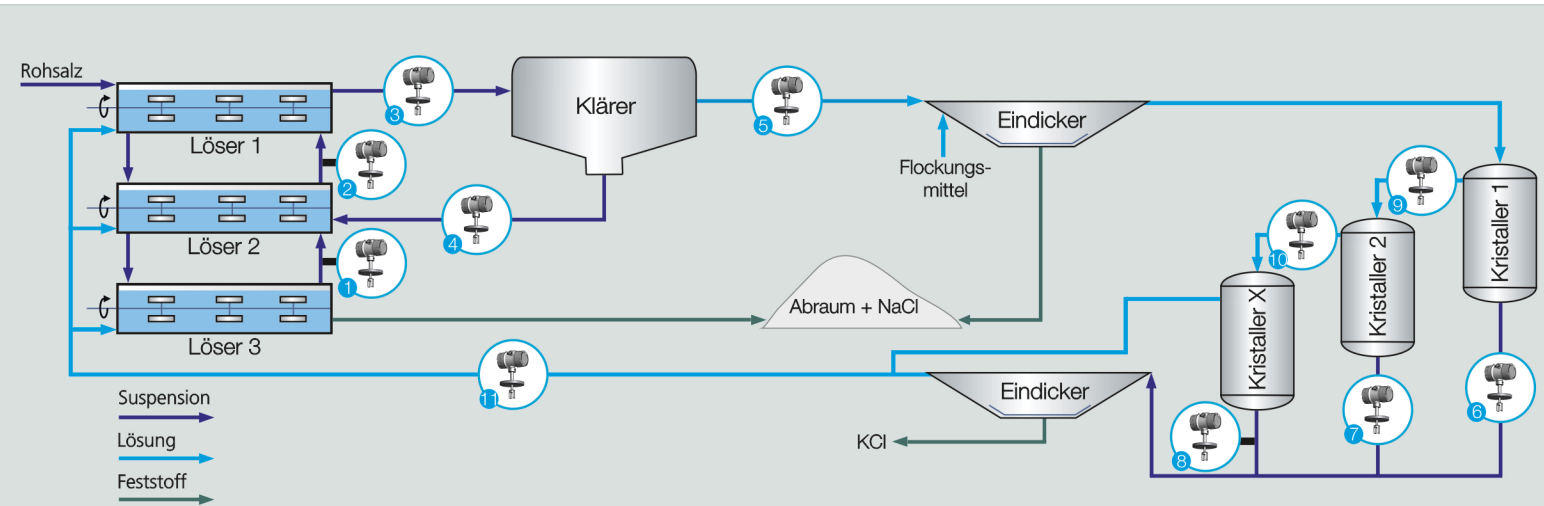 Rohsalz
Löser 1
Löser 2
Löser 3
3
2
1
4
Klärer
5
Eindicker
Flockungs-
mittel
Abraum + NaCl
9
10
Kristaller 1
Kristaller 2
Kristaller X
6
7
8
11
Eindicker
KCl
Suspension
Lösung
Feststoff